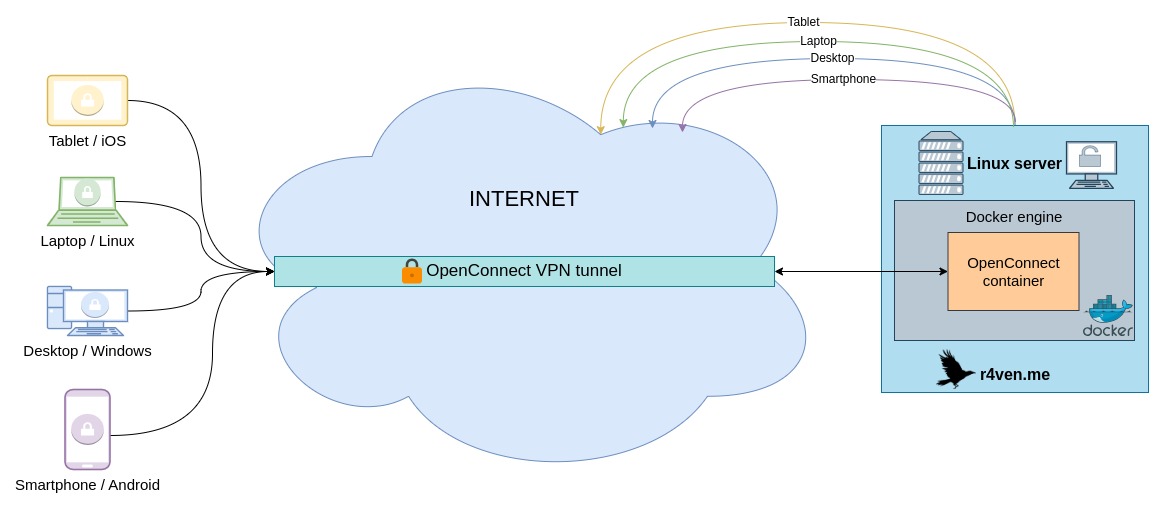 Tablet
Laptop
Desktop
Smartphone
Tablet / iOS
Laptop / Linux
Desktop / Windows
Smartphone / Android
INTERNET
OpenConnect VPN tunnel
Linux server
Docker engine
OpenConnect
container
docker
r4ven.me